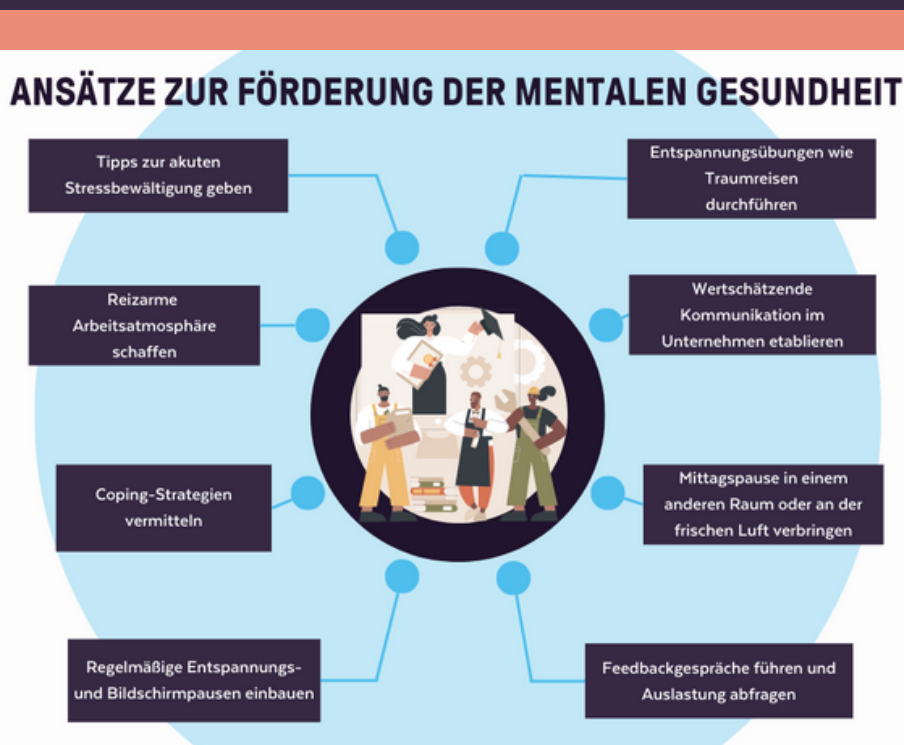 ANSÄTZE ZUR FÖRDERUNG DER MENTALEN GESUNDHEIT
Tipps zur akuten
Stressbewältigung geben
Entspannungsübungen wie
Traumreisen
durchführen
Reizarme
Arbeitsatmosphäre
schaffen
Wertschätzende
Kommunikation im
Unternehmen etablieren
Coping-Strategien
vermitteln
Mittagspause in einem
anderen Raum oder an der
frischen Luft verbringen
Regelmäßige Entspannungs-
und Bildschirmpausen einbauen
Feedbackgespräche führen und
Auslastung abfragen